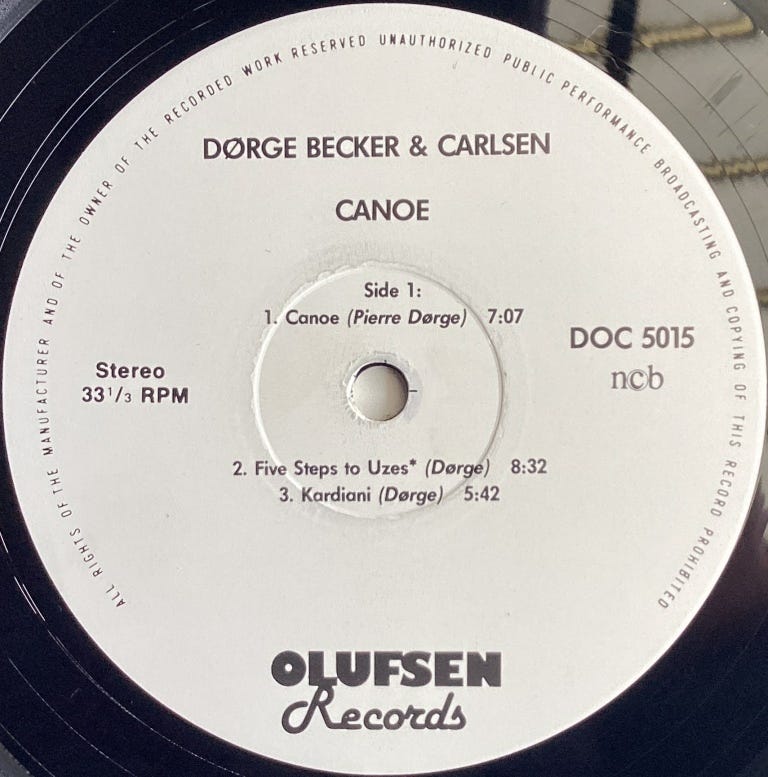 ALL RIGHTS OF THE MANUFACTURER AND OF THE OWNER OF THE RECORDED WORK RESERVED UNAUTHORIZED PUBLIC PERFORMANCE BROADCASTING AND COPYING OF THIS RECORD PROHIBITED
DØRGE BECKER & CARLSEN
CANOE
Side 1:
1. Canoe (Pierre Dørge) 7:07
DOC 5015
ncb
Stereo
33 1/3 RPM
2. Five Steps to Uzes* (Dørge) 8:32
3. Kardiani (Dørge) 5:42
OLUFSEN
Records